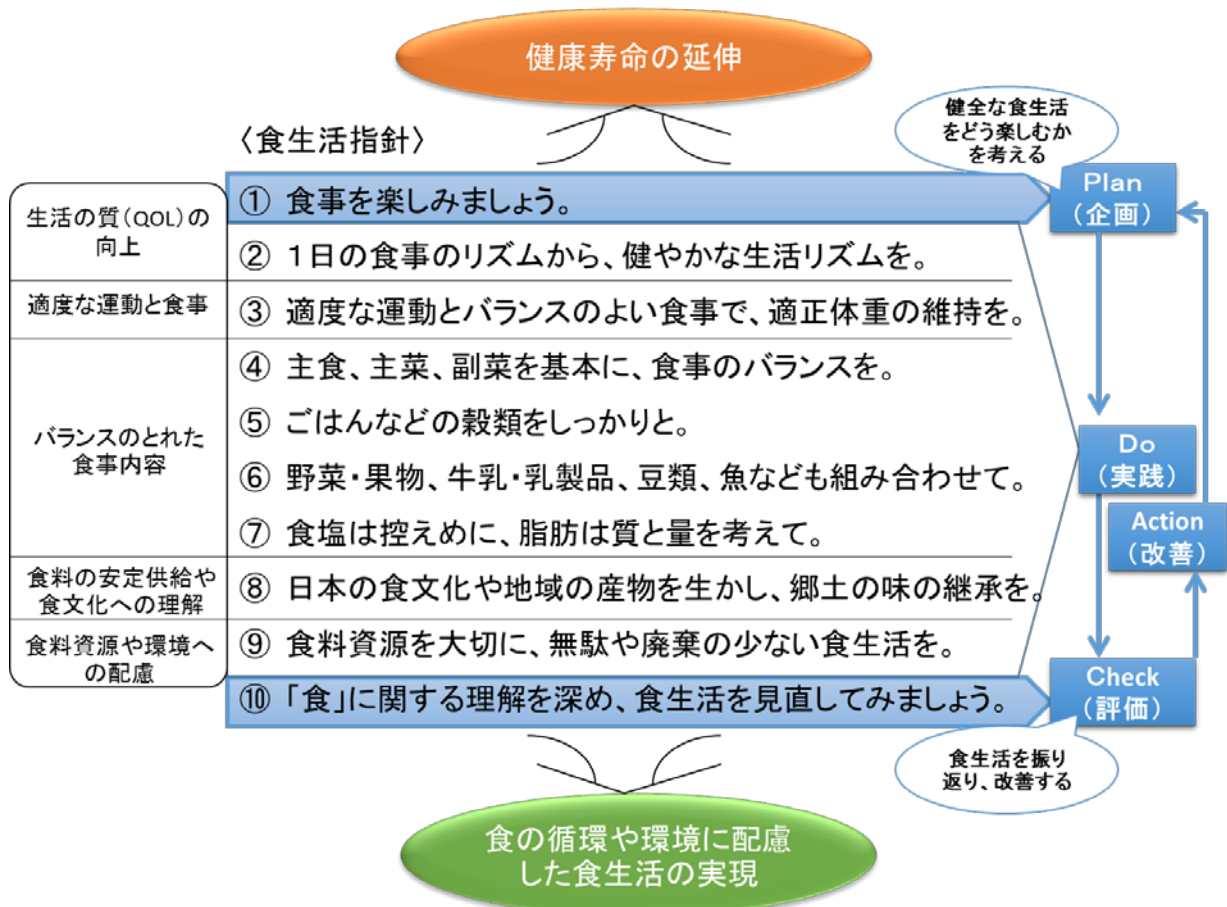 健康寿命の延伸
〈食生活指針〉
健全な食生活
をどう楽しむか
を考える
生活の質(QOL)の
向上
① 食事を楽しみましょう。
Plan
(企画)
② 1日の食事のリズムから、健やかな生活リズムを。
適度な運動と食事
③ 適度な運動とバランスのよい食事で、適正体重の維持を。
バランスのとれた
食事内容
④ 主食、主菜、副菜を基本に、食事のバランスを。
⑤ ごはんなどの穀類をしっかりと。
⑥ 野菜・果物、牛乳・乳製品、豆類、魚なども組み合わせて。
⑦ 食塩は控えめに、脂肪は質と量を考えて。
Do
(実践)
Action
(改善)
食料の安定供給や
食文化への理解
⑧ 日本の食文化や地域の産物を生かし、郷土の味の継承を。
食料資源や環境へ
の配慮
⑨ 食料資源を大切に、無駄や廃棄の少ない食生活を。
⑩ 「食」に関する理解を深め、食生活を見直してみましょう。
Check
(評価)
食生活を振り
返り、改善する
食の循環や環境に配慮
した食生活の実現